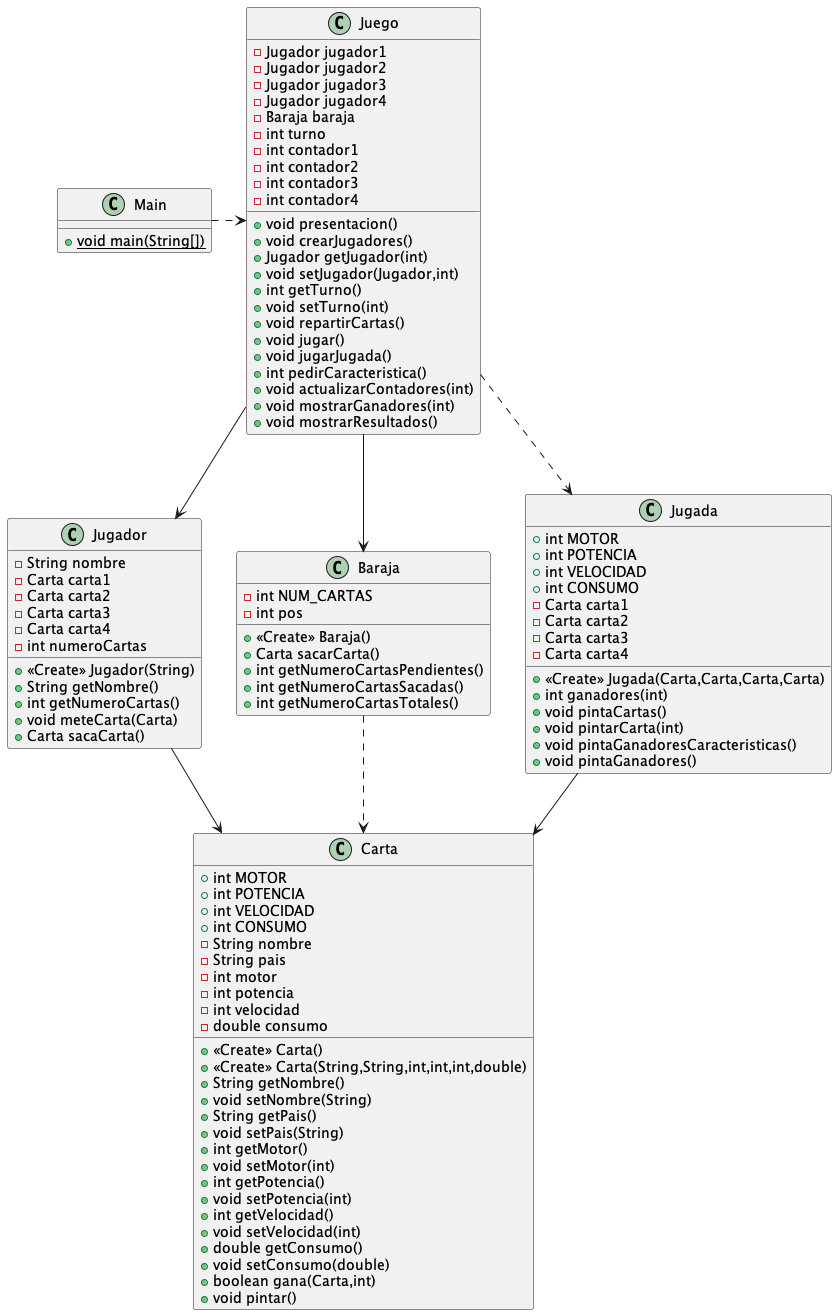 C Juego
Jugador jugador1
Jugador jugador2
Jugador jugador3
Jugador jugador4
Baraja baraja
int turno
int contador1
int contador2
int contador3
int contador4
void presentacion()
void crearJugadores()
Jugador getJugador(int)
void setJugador(Jugador,int)
int getTurno()
void setTurno(int)
void repartirCartas()
void jugar()
void jugarJugada()
int pedirCaracteristica()
void actualizarContadores(int)
void mostrarGanadores(int)
void mostrarResultados()
C Main
void main(String[])
C Jugador
String nombre
Carta carta1
Carta carta2
Carta carta3
Carta carta4
int numeroCartas
«Create» Jugador(String)
String getNombre()
int getNumeroCartas()
void meteCarta(Carta)
Carta sacaCarta()
C Baraja
int NUM_CARTAS
int pos
«Create» Baraja()
Carta sacarCarta()
int getNumeroCartasPendientes()
int getNumeroCartasSacadas()
int getNumeroCartasTotales()
C Jugada
int MOTOR
int POTENCIA
int VELOCIDAD
int CONSUMO
Carta carta1
Carta carta2
Carta carta3
Carta carta4
«Create» Jugada(Carta,Carta,Carta,Carta)
int ganadores(int)
void pintaCartas()
void pintarCarta(int)
void pintaGanadoresCaracteristicas()
void pintaGanadores()
C Carta
int MOTOR
int POTENCIA
int VELOCIDAD
int CONSUMO
String nombre
String pais
int motor
int potencia
int velocidad
double consumo
«Create» Carta()
«Create» Carta(String,String,int,int,int,double)
String getNombre()
void setNombre(String)
String getPais()
void setPais(String)
int getMotor()
void setMotor(int)
int getPotencia()
void setPotencia(int)
int getVelocidad()
void setVelocidad(int)
double getConsumo()
void setConsumo(double)
boolean gana(Carta,int)
void pintar()